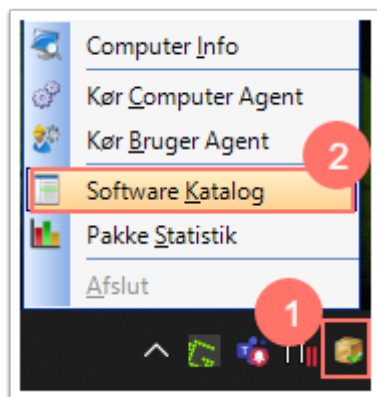 Computer Info
Kør Computer Agent
Kør Bruger Agent
2
Software Katalog
Pakke Statistik
Afslut
1